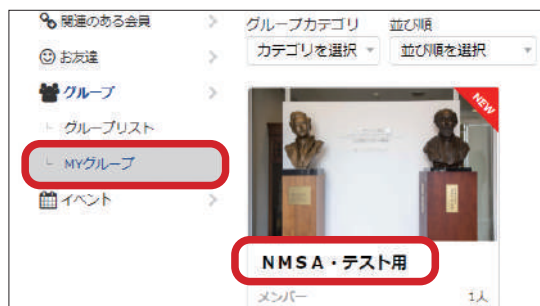 関連のある会員
お友達
グループ
グループリスト
MYグループ
イベント
グループカテゴリ 並び順
カテゴリを選択 並び順を選択
NEW
NMSA・テスト用
メンバー 1人